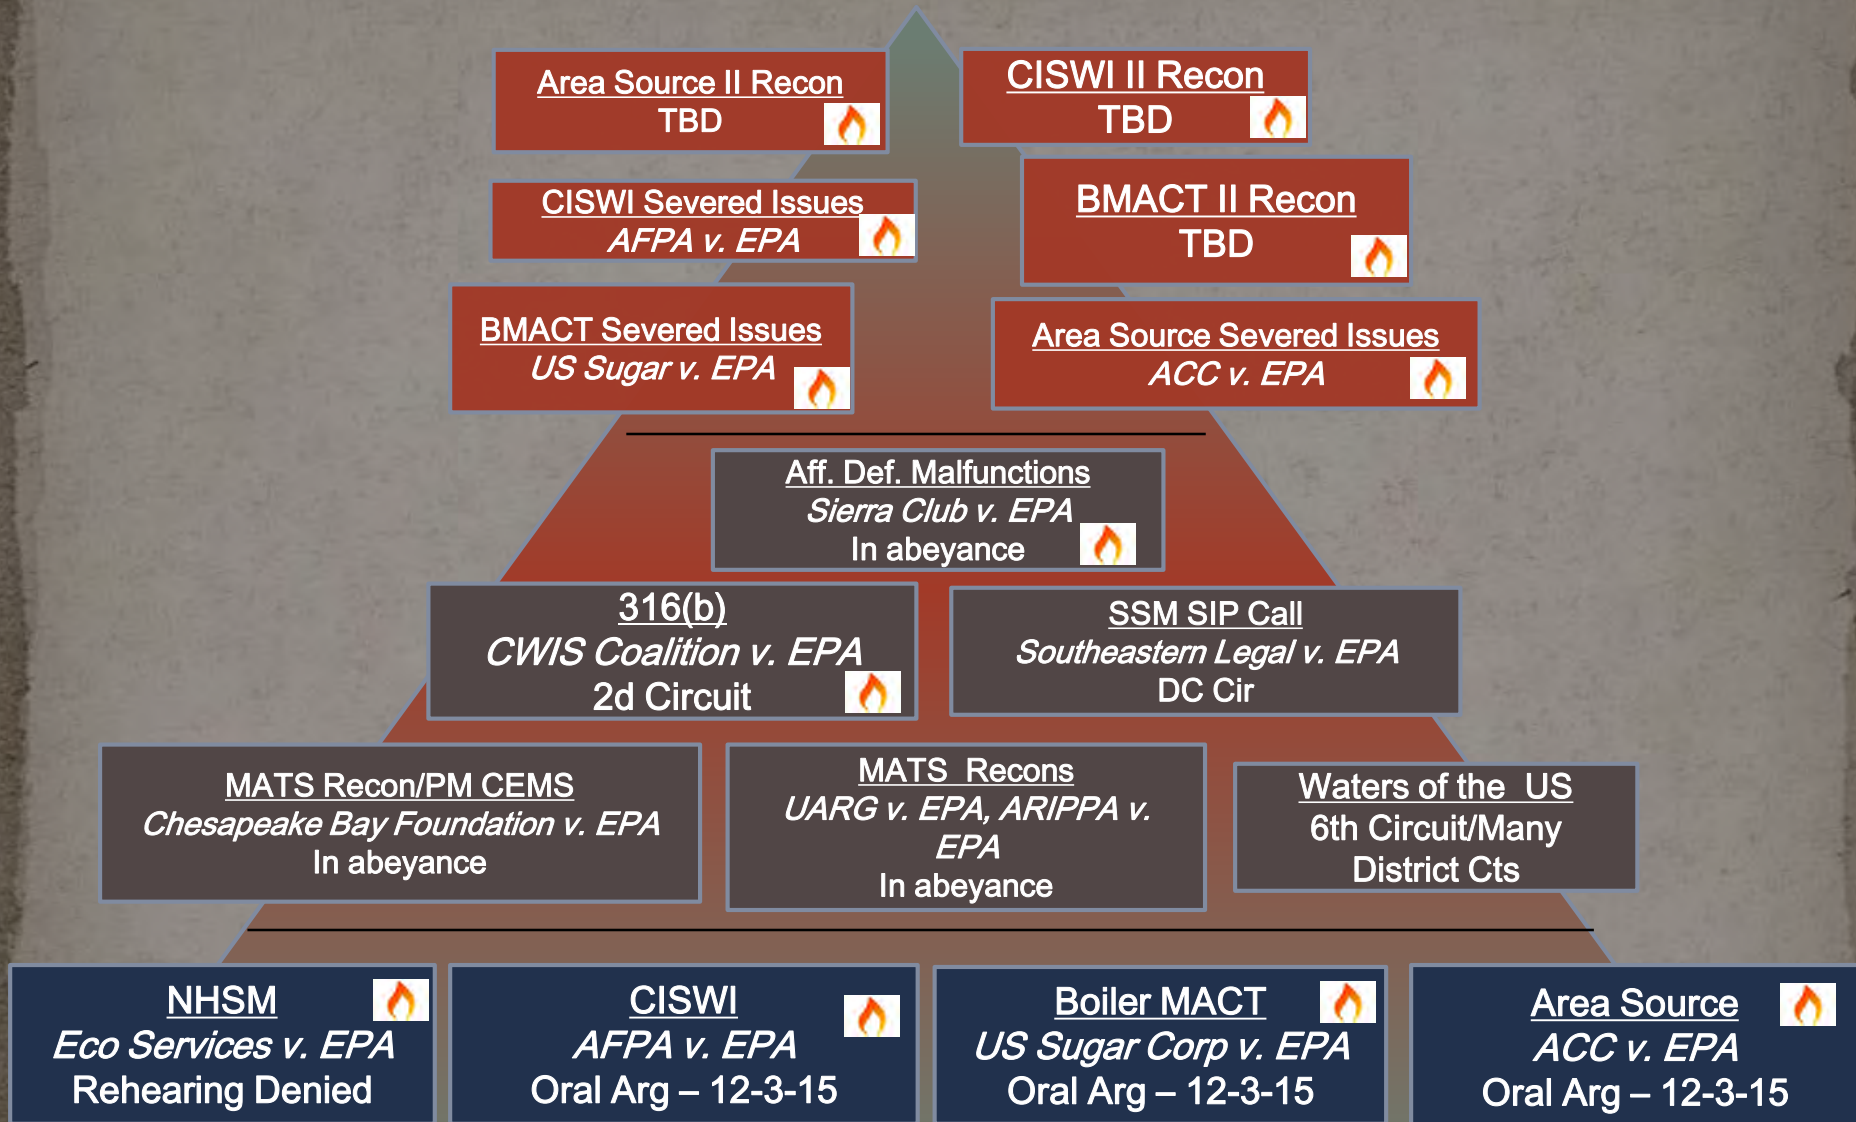 Area Source II Recon
TBD
CISWI II Recon
TBD
CISWI Severed Issues
AFPA v. EPA
BMACT II Recon
TBD
BMACT Severed Issues
US Sugar v. EPA
Area Source Severed Issues
ACC v. EPA
Aff. Def. Malfunctions
Sierra Club v. EPA
In abeyance
316(b)
CWIS Coalition v. EPA
2d Circuit
SSM SIP Call
Southeastern Legal v. EPA
DC Cir
MATS Recon/PM CEMS
Chesapeake Bay Foundation v. EPA
In abeyance
MATS Recons
UARG v. EPA, ARIPPA v.
EPA
In abeyance
Waters of the US
6th Circuit/Many
District Cts
NHSM
Eco Services v. EPA
Rehearing Denied
CISWI
AFPA v. EPA
Oral Arg – 12-3-15
Boiler MACT
US Sugar Corp v. EPA
Oral Arg – 12-3-15
Area Source
ACC v. EPA
Oral Arg – 12-3-15